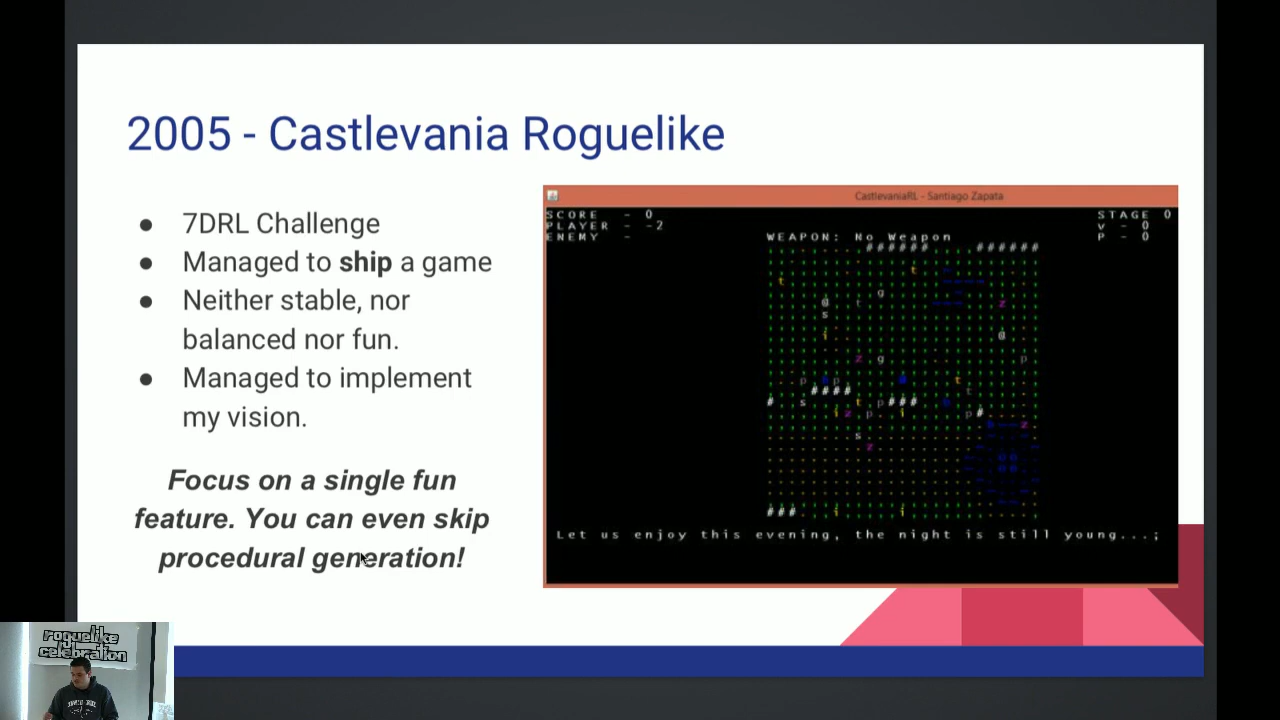 2005 - Castlevania Roguelike
● 7DRL Challenge
● Managed to ship a game
● Neither stable, nor
balanced nor fun.
● Managed to implement
my vision.
Focus on a single fun
feature. You can even skip
procedural generation!
CastlevaniaRL - Santiago Zapata
SCORE - 0
PLAYER - -2
ENEMY -
WEAPON: No Weapon
STAGE 0
v - 0
P - 0
Let us enjoy this evening, the night is still young...;
roguelike
celebration